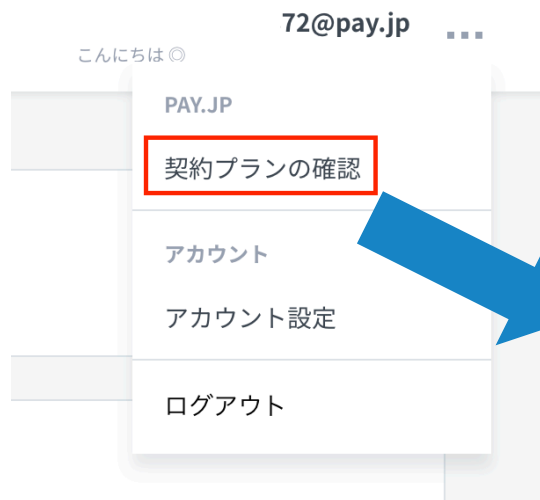 72@pay.jp ...
こんにちは ◎
PAY.JP
契約プランの確認
アカウント
アカウント設定
ログアウト